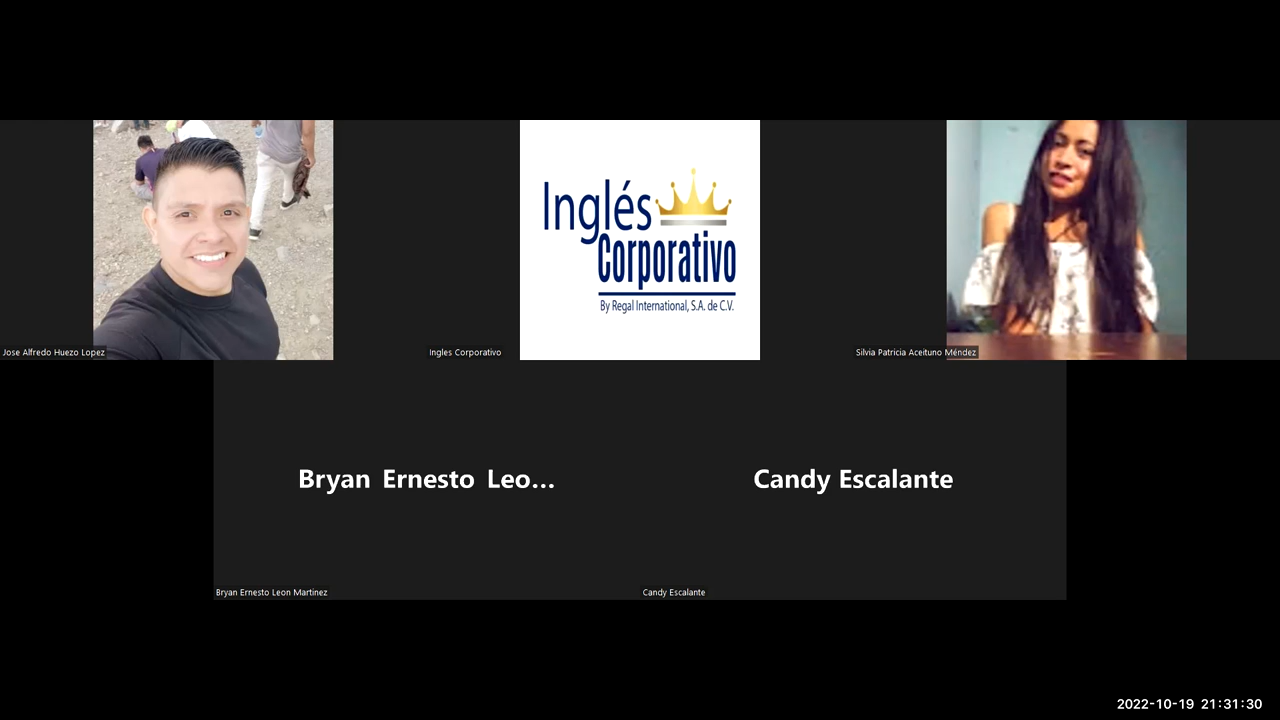 Inglés
Corporativo
By Regal International, S.A. de C.V.
Jose Alfredo Huezo Lopez
Ingles Corporativo
Silvia Patricia Aceituno Méndez
Bryan Ernesto Leo...
Candy Escalante
Bryan Ernesto Leon Martinez
Candy Escalante
2022-10-19 21:31:30